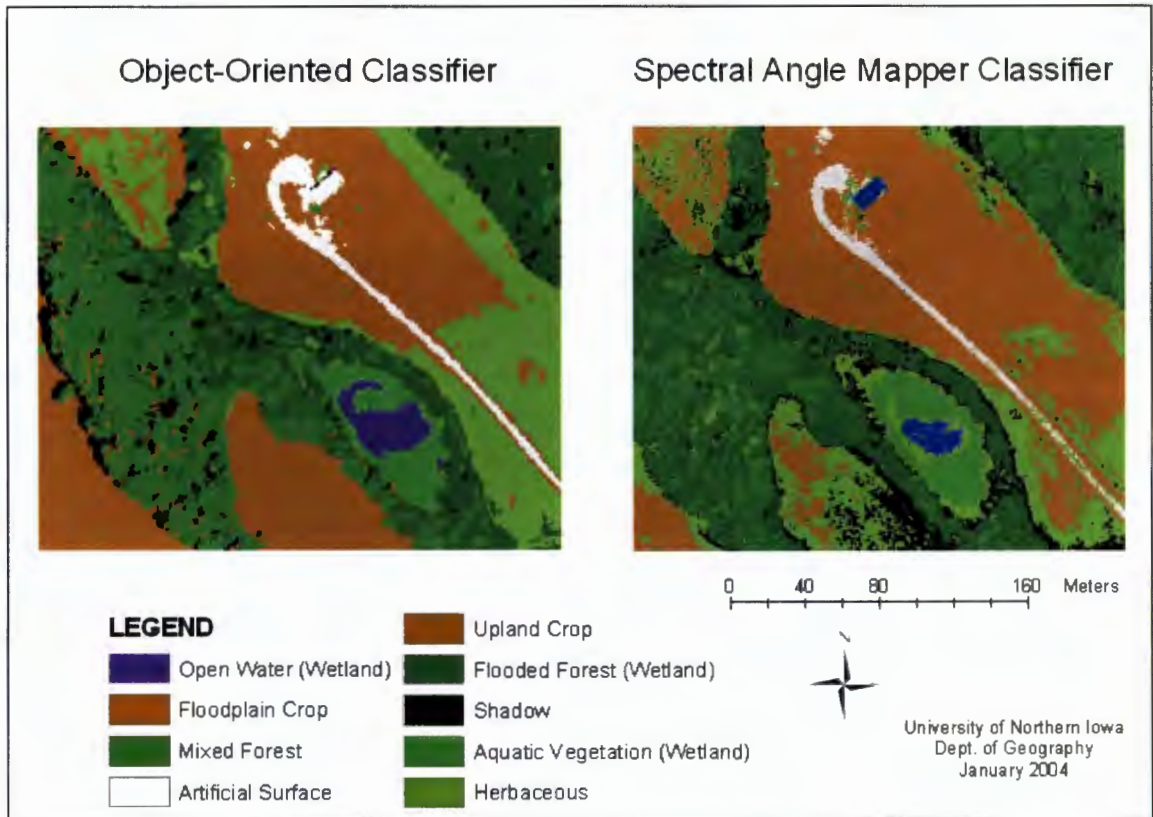 Object-Oriented Classifier
Spectral Angle Mapper Classifier
0 40 80 160 Meters
LEGEND
Open Water (Wetland)
Floodplain Crop
Mixed Forest
Artificial Surface
Upland Crop
Flooded Forest (Wetland)
Shadow
Aquatic Vegetation (Wetland)
Herbaceous
University of Northern Iowa
Dept. of Geography
January 2004